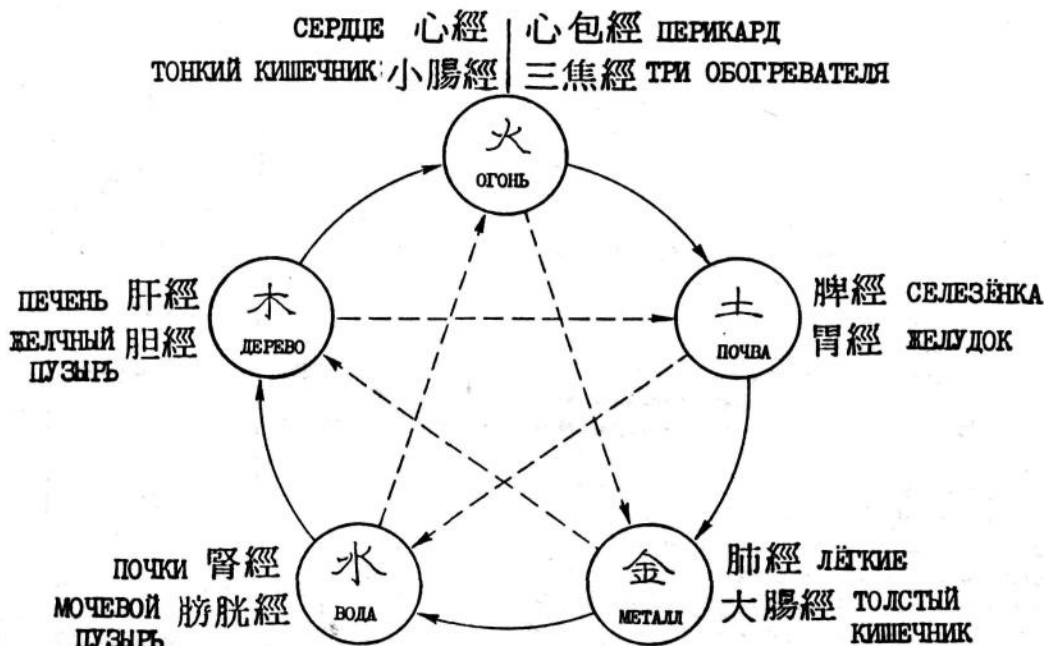 СЕРДЦЕ 心經 心包經 ПЕРИКАРД
ТОНКИЙ КИШЕЧНИК 小腸經 三焦經 ТРИ ОБОГРЕВАТЕЛЯ
火
ОГОНЬ
ПЕЧЕНЬ 肝經
ЖЕЛЧНЫЙ ПУЗЫРЬ 胆經
木
ДЕРЕВО
土
ПОЧВА
脾經 СЕЛЕЗЁНКА
胃經 ЖЕЛУДОК
ПОЧКИ 腎經
МОЧЕВОЙ ПУЗЫРЬ 膀胱經
水
ВОДА
金
МЕТАЛЛ
肺經 ЛЁГКИЕ
大腸經 ТОЛСТЫЙ КИШЕЧНИК